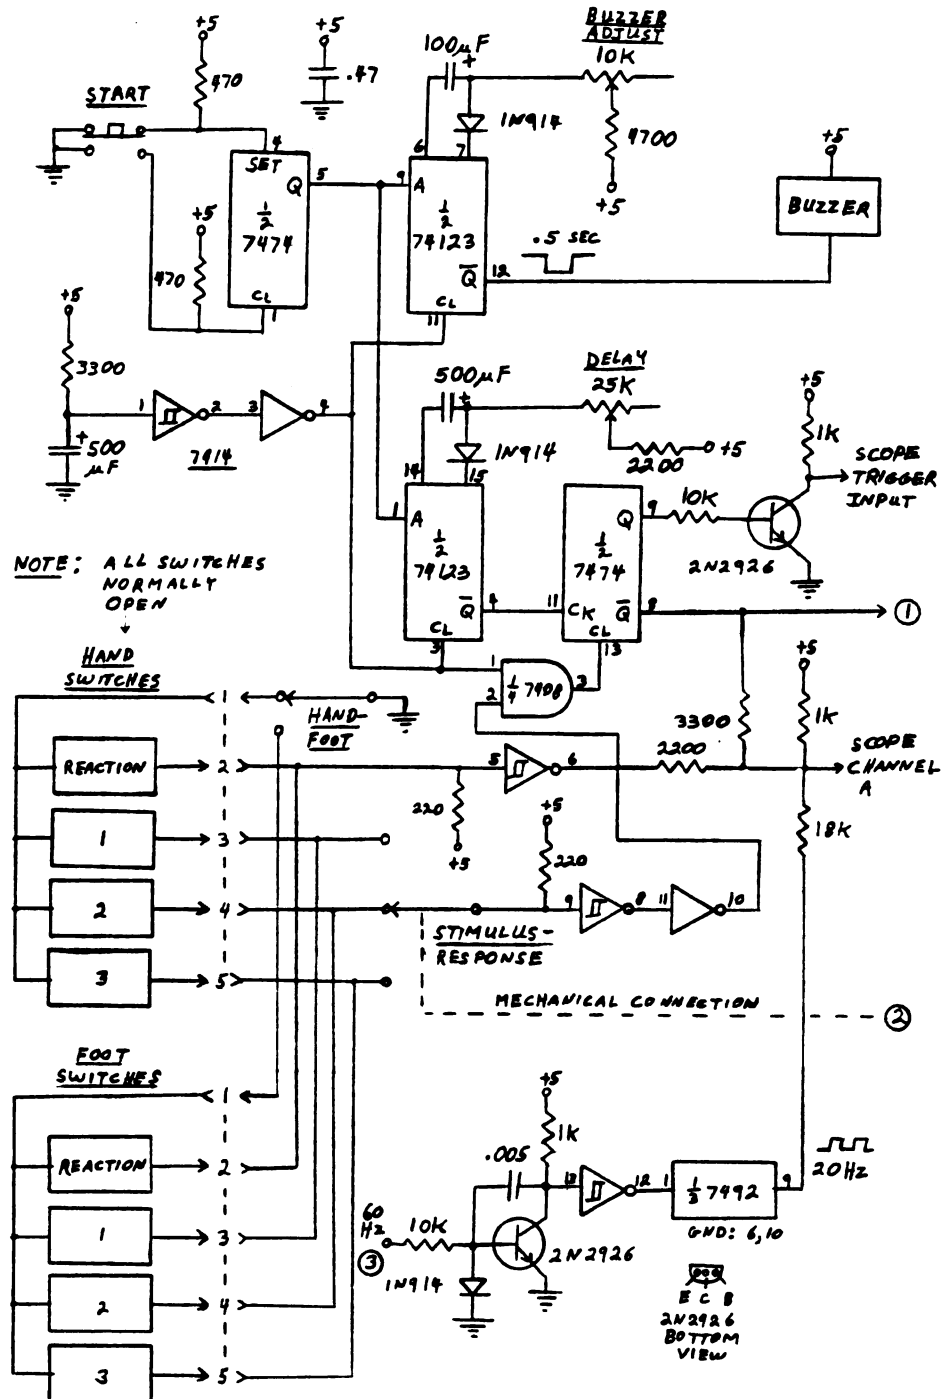 BUZZER
ADJUST
10K
+5
+5
100μF
+
.47
470
START
1N914
4700
+5
4
SET
Q
5
1/2
7474
CL
1
+5
470
6
7
9
A
1/2
74123
Q
12
CL
11
.5 SEC
+5
BUZZER
+5
3300
+
500
μF
1
2
3
4
7414
500μF
+
DELAY
25K
1N914
2200
+5
+5
1K
SCOPE
TRIGGER
INPUT
14
15
1
A
1/2
74123
Q
4
CL
3
Q
9
1/2
7474
11
CK
Q
8
CL
13
10K
2N2926
1
NOTE: ALL SWITCHES
NORMALLY
OPEN
HAND
SWITCHES
1
HAND-
FOOT
1
2
1/4 7408
3
+5
1K
3300
2200
SCOPE
CHANNEL
A
REACTION
2
5
6
220
+5
+5
220
18K
1
3
2
4
9
8
11
10
STIMULUS-
RESPONSE
3
5
MECHANICAL CONNECTION
2
FOOT
SWITCHES
1
+5
1K
REACTION
2
.005
13
12
1
1/3 7492
9
20Hz
GND: 6,10
1
3
60
HZ
3
10K
2N2926
1N914
2
4
E C B
2N2926
BOTTOM
VIEW
3
5